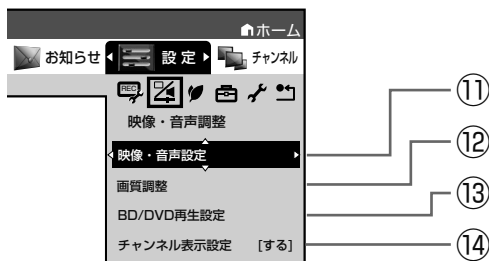 ホーム
お知らせ 設定 チャンネル
REC
映像・音声調整
映像・音声設定 ⑪
画質調整 ⑫
BD/DVD再生設定 ⑬
チャンネル表示設定 [する] ⑭